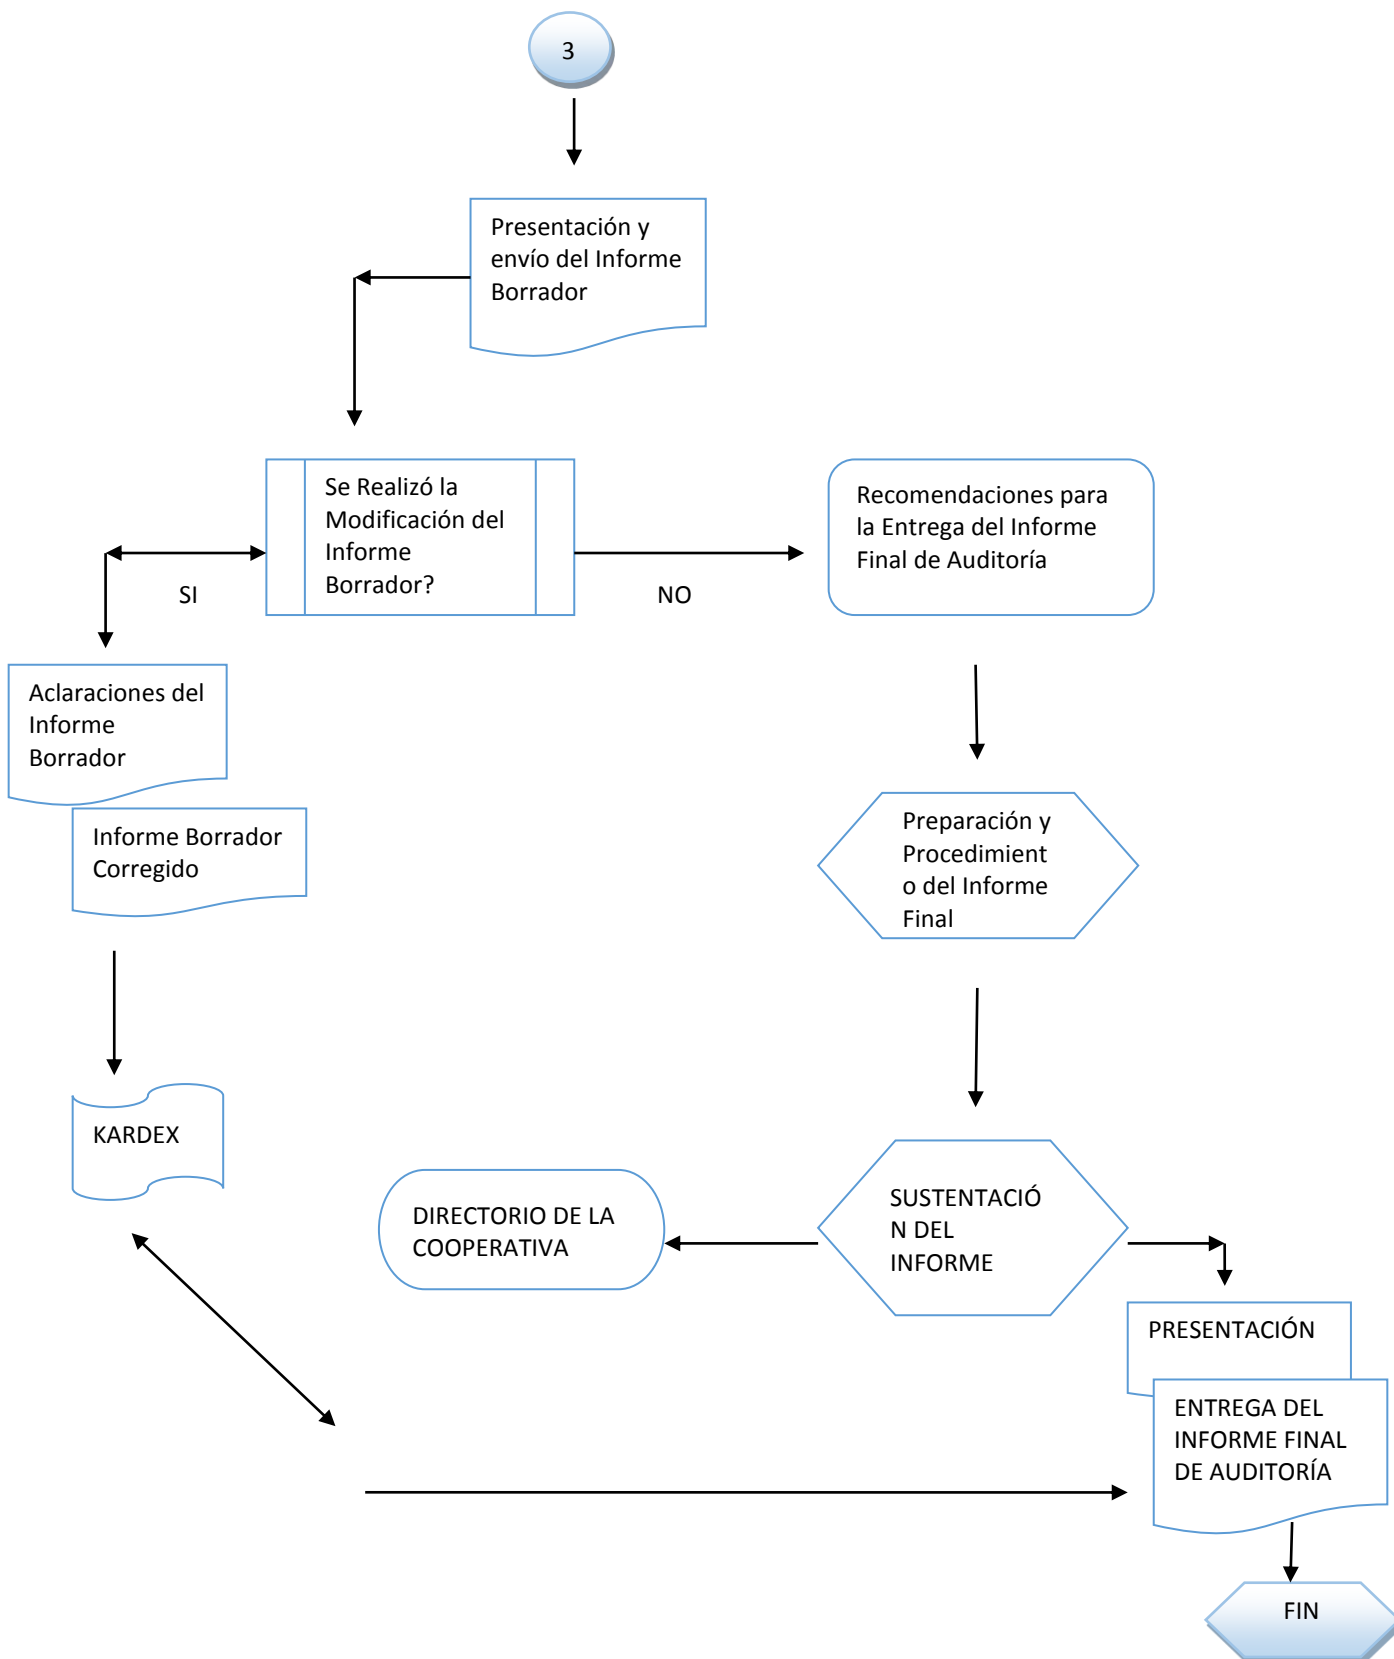 3
Presentación y
envío del Informe
Borrador
Se Realizó la
Modificación del
Informe
Borrador?
Recomendaciones para
la Entrega del Informe
Final de Auditoría
SI
NO
Aclaraciones del
Informe
Borrador
Informe Borrador
Corregido
Preparación y
Procedimient
o del Informe
Final
KARDEX
DIRECTORIO DE LA
COOPERATIVA
SUSTENTACIÓ
N DEL
INFORME
PRESENTACIÓN
ENTREGA DEL
INFORME FINAL
DE AUDITORÍA
FIN